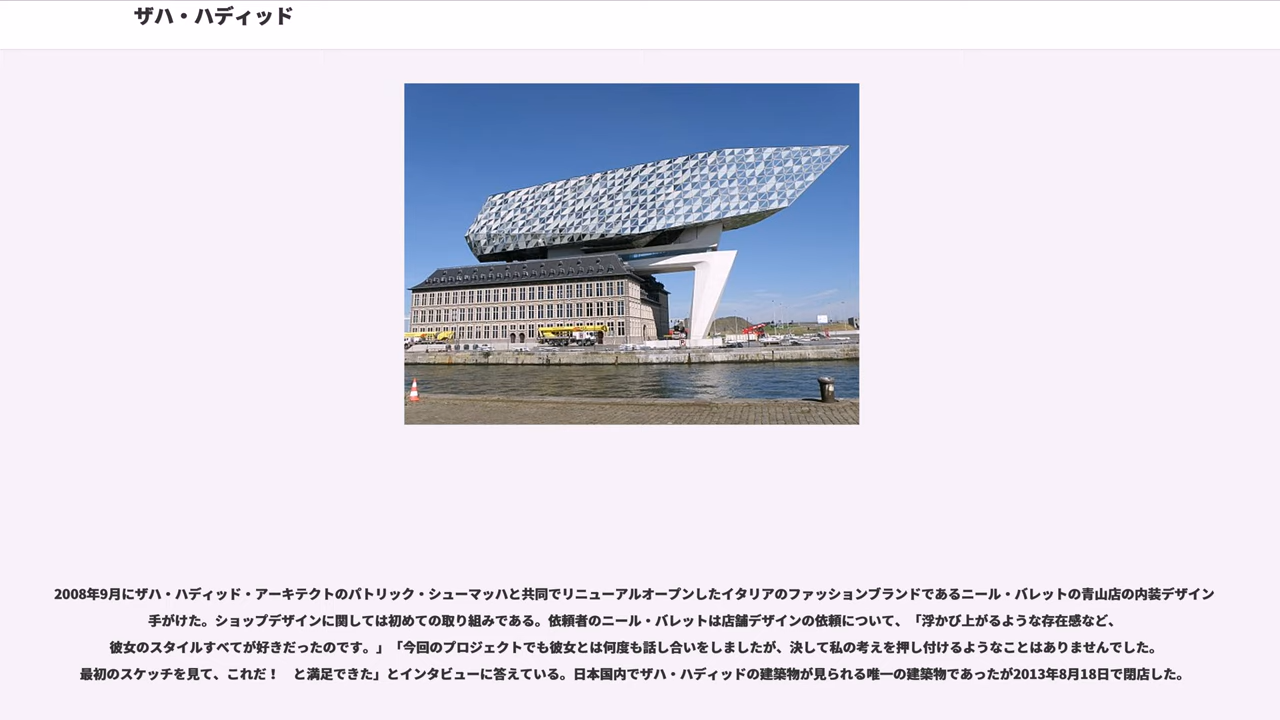 ザハ・ハディッド
2008年9月にザハ・ハディッド・アーキテクトのパトリック・シューマッハと共同でリニューアルオープンしたイタリアのファッションブランドであるニール・バレットの青山店の内装デザイン
手がけた。ショップデザインに関しては初めての取り組みである。依頼者のニール・バレットは店舗デザインの依頼について、「浮かび上がるような存在感など、
彼女のスタイルすべてが好きだったのです。」「今回のプロジェクトでも彼女とは何度も話し合いをしましたが、決して私の考えを押し付けるようなことはありませんでした。
最初のスケッチを見て、これだ！　と満足できた」とインタビューに答えている。日本国内でザハ・ハディッドの建築物が見られる唯一の建築物であったが2013年8月18日で閉店した。